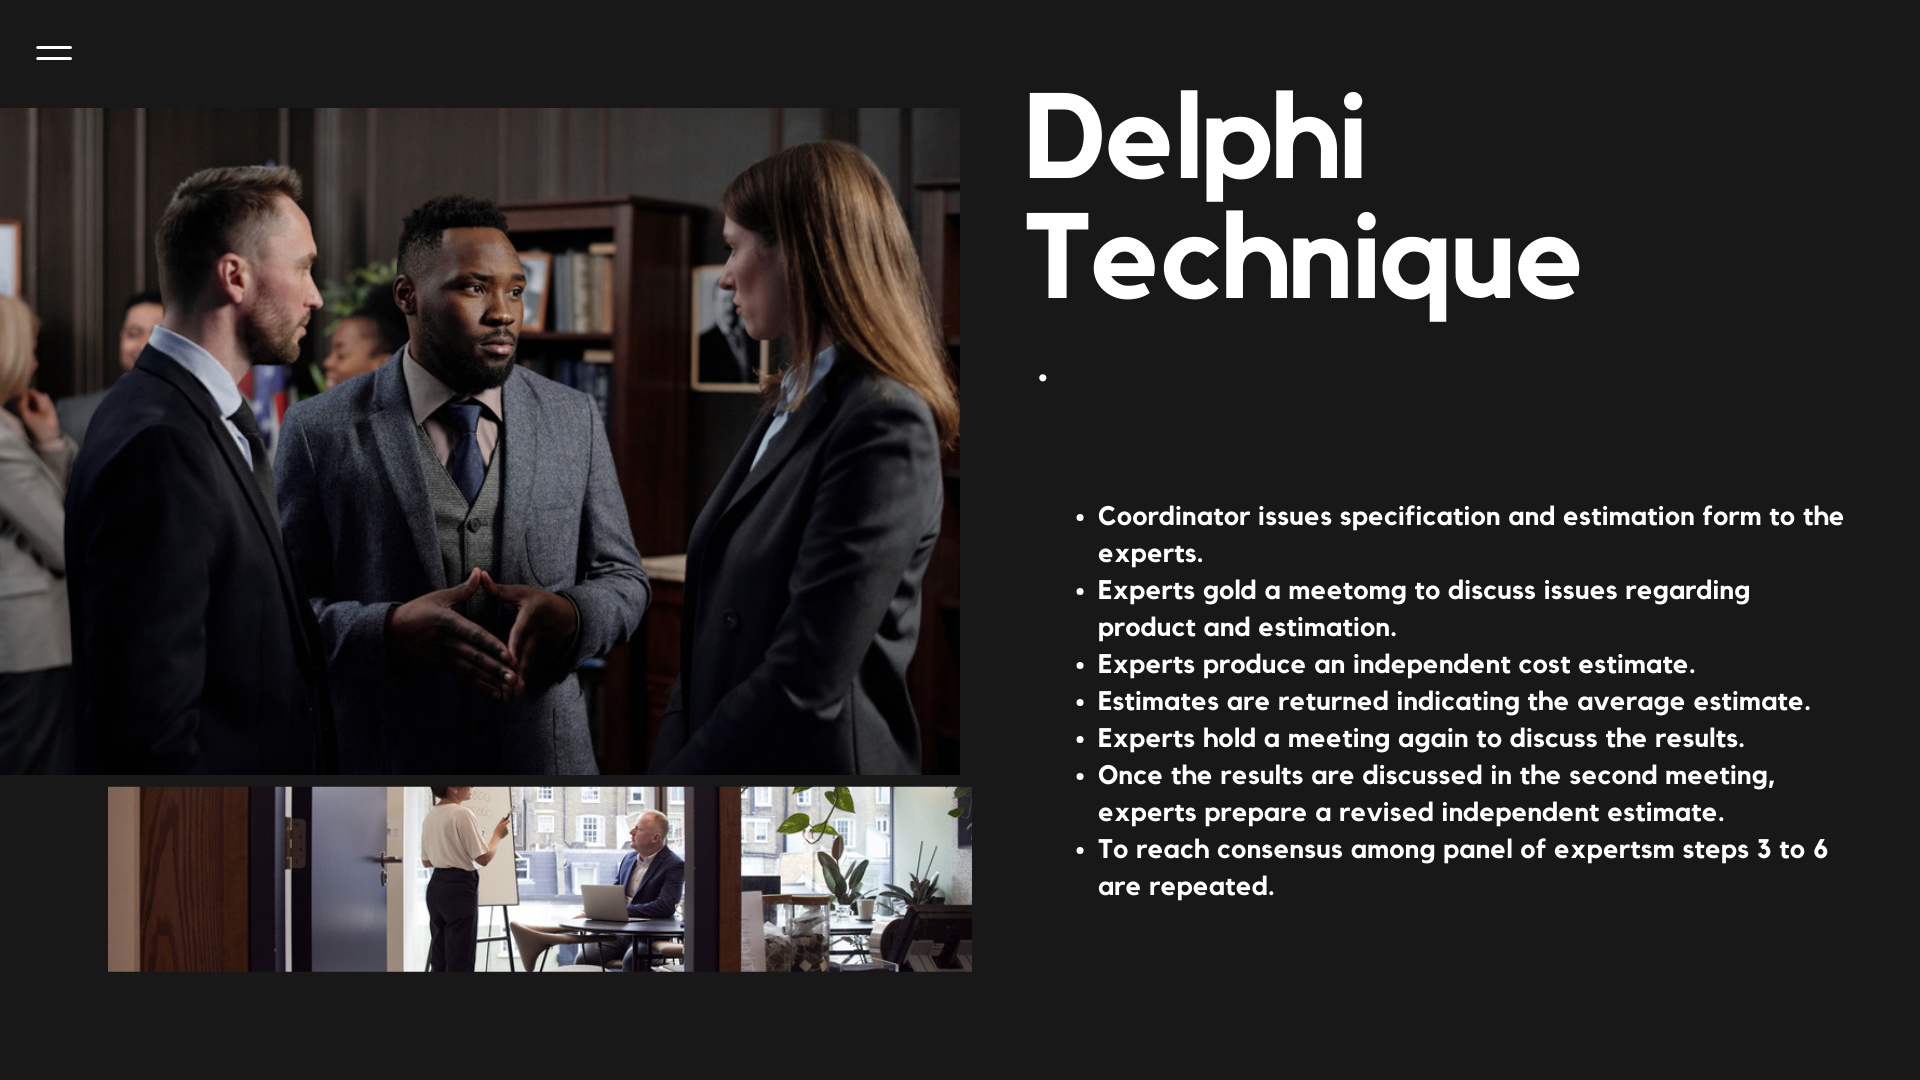 Delphi
Technique
•
• Coordinator issues specification and estimation form to the
experts.
• Experts gold a meetomg to discuss issues regarding
product and estimation.
• Experts produce an independent cost estimate.
• Estimates are returned indicating the average estimate.
• Experts hold a meeting again to discuss the results.
• Once the results are discussed in the second meeting,
experts prepare a revised independent estimate.
• To reach consensus among panel of expertsm steps 3 to 6
are repeated.